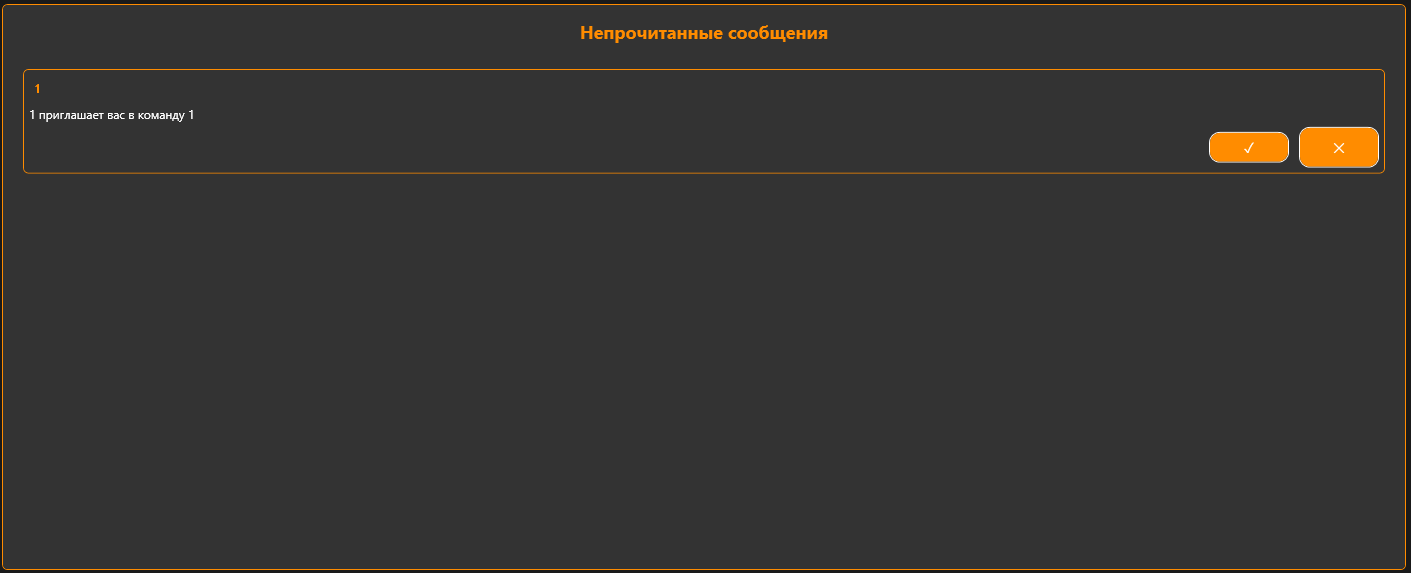 Непрочитанные сообщения
1
1 приглашает вас в команду 1
✓ ✕